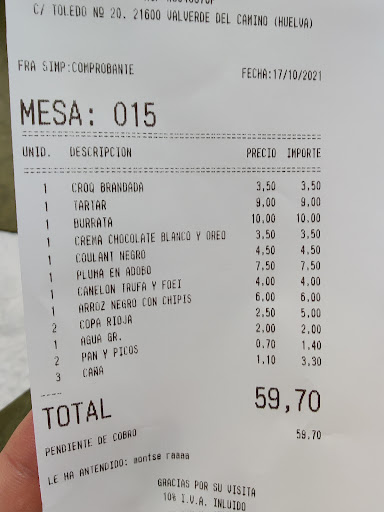 C/ TOLEDO Nº 20. 21600 VALVERDE DEL CAMINO (HUELVA)
FRA SIMP:COMPROBANTE FECHA:17/10/2021
MESA: 015
UNID. DESCRIPCION PRECIO IMPORTE
1 CROQ BRANDADA 3,50 3,50
1 TARTAR 9,00 9,00
1 BURRATA 10,00 10,00
1 CREMA CHOCOLATE BLANCO Y OREO 3,50 3,50
1 COULANT NEGRO 4,50 4,50
1 PLUMA EN ADOBO 7,50 7,50
1 CANELON TRUFA Y FOEI 4,00 4,00
1 ARROZ NEGRO CON CHIPIS 6,00 6,00
2 COPA RIOJA 2,50 5,00
1 AGUA GR. 2,00 2,00
2 PAN Y PICOS 0,70 1,40
3 CAÑA 1,10 3,30
TOTAL 59,70
PENDIENTE DE COBRO 59,70
LE HA ANTENDIDO: montse raaaa
GRACIAS POR SU VISITA
10% I.V.A. INLUIDO